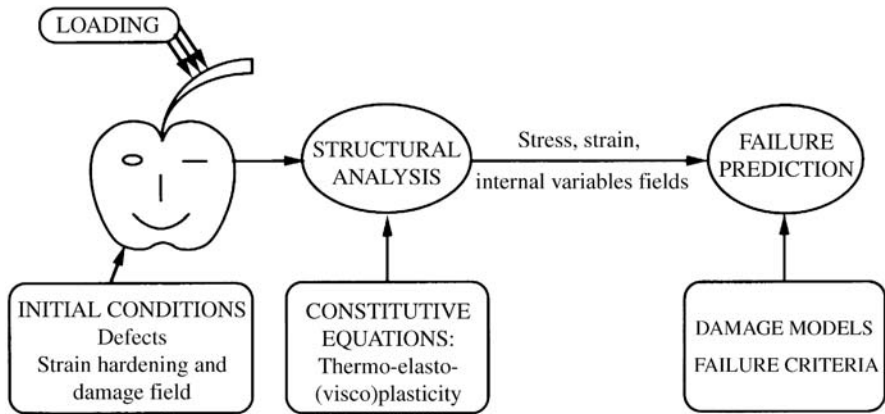 LOADING
STRUCTURAL
ANALYSIS
Stress, strain,
internal variables fields
FAILURE
PREDICTION
INITIAL CONDITIONS
Defects
Strain hardening and
damage field
CONSTITUTIVE
EQUATIONS:
Thermo-elasto-
(visco)plasticity
DAMAGE MODELS
FAILURE CRITERIA